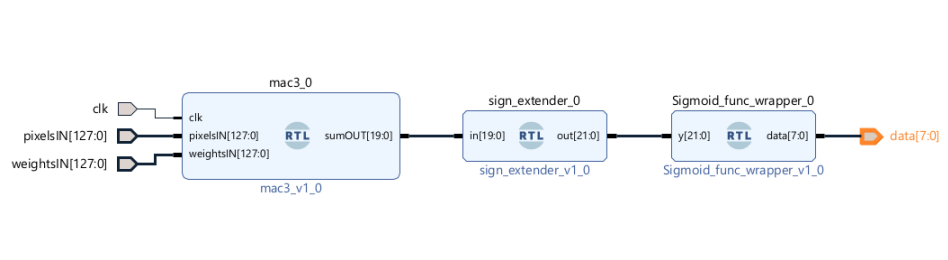 mac3_0
clk
clk
pixelsIN[127:0]
pixelsIN[127:0]
RTL
sumOUT[19:0]
weightsIN[127:0]
weightsIN[127:0]
mac3_v1_0
sign_extender_0
in[19:0]
RTL
out[21:0]
sign_extender_v1_0
Sigmoid_func_wrapper_0
y[21:0]
RTL
data[7:0]
Sigmoid_func_wrapper_v1_0
data[7:0]